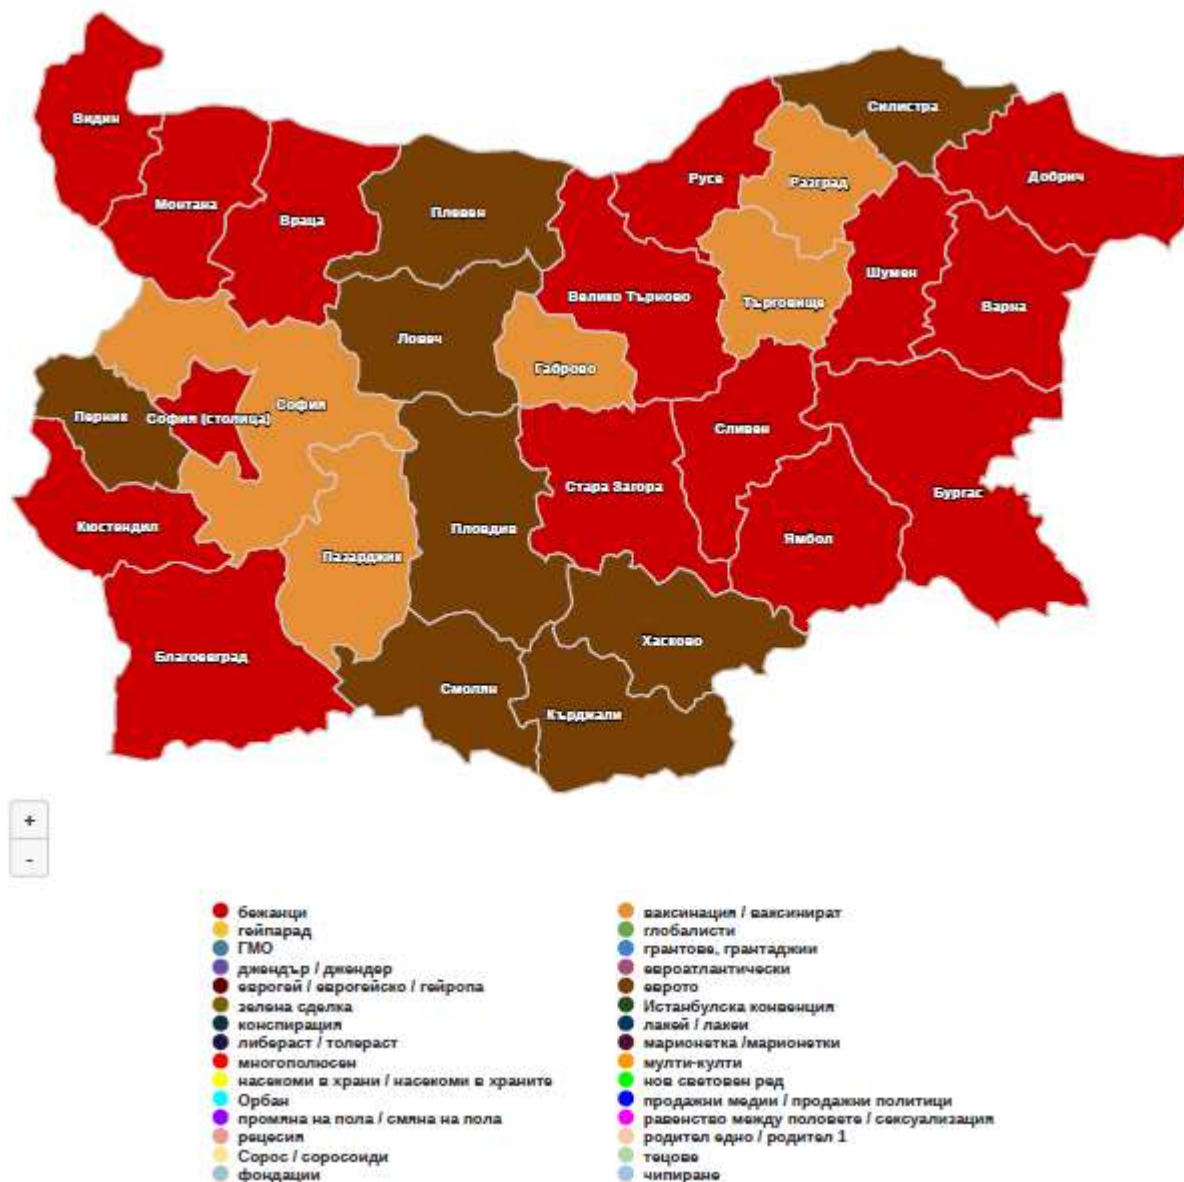 Видин
Монтана
Враца
Плевен
Русе
Разград
Силистра
Добрич
Велико Търново
Търговище
Шумен
Варна
Ловеч
Габрово
Перник
София (столица)
София
Сливен
Кюстендил
Пазарджик
Пловдив
Стара Загора
Ямбол
Бургас
Благоевград
Смолян
Хасково
Кърджали
+
-
бежанци
гейпарад
ГМО
джендър / джендер
еврогей / еврогейско / гейропа
зелена сделка
конспирация
либераст / толераст
многополюсен
насекоми в храни / насекоми в храните
Орбан
промяна на пола / смяна на пола
рецесия
Сорос / соросоиди
фондации
ваксинация / ваксинират
глобалисти
грантове, грантаджии
евроатлантически
еврото
Истанбулска конвенция
лакей / лакеи
марионетка /марионетки
мулти-култи
нов световен ред
продажни медии / продажни политици
равенство между половете / сексуализация
родител едно / родител 1
тецове
чипиране